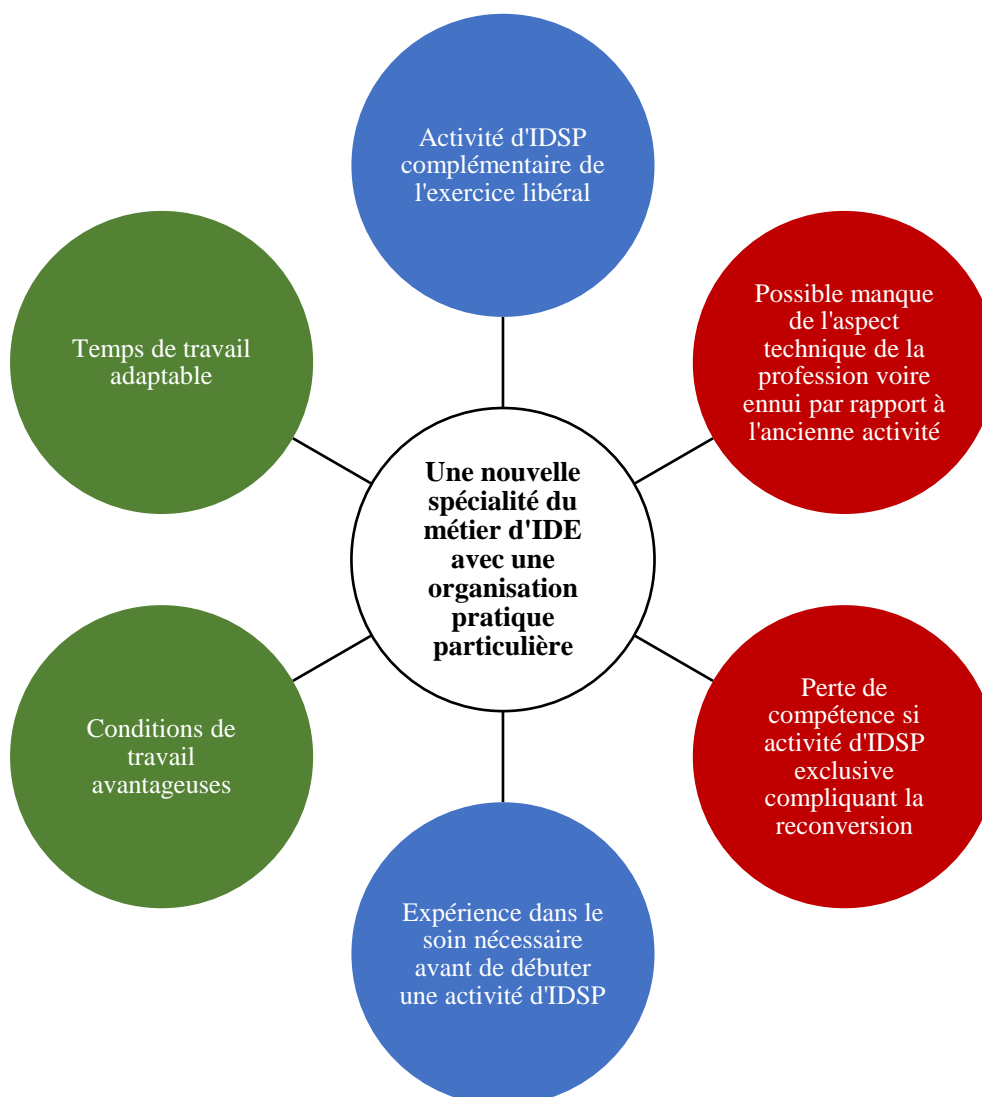 Activité d'IDSP
complémentaire de
l'exercice libéral
Possible manque
de l'aspect
technique de la
profession voire
ennui par rapport à
l'ancienne activité
Perte de
compétence si
activité d'IDSP
exclusive
compliquant la
reconversion
Expérience dans le
soin nécessaire
avant de débuter
une activité d'IDSP
Conditions de
travail
avantageuses
Temps de travail
adaptable
Une nouvelle
spécialité du
métier d'IDE
avec une
organisation
pratique
particulière